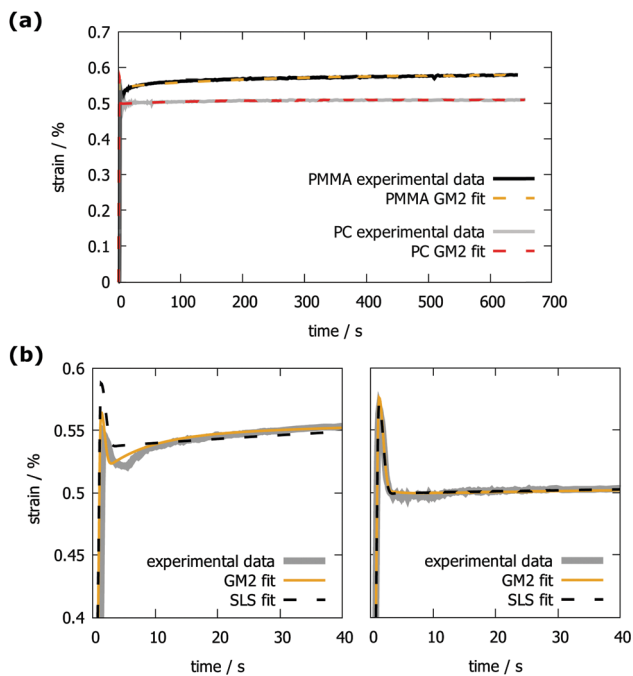 (a)
0.7
0.6
0.5
0.4
0.3
0.2
0.1
0
strain / %
PMMA experimental data
PMMA GM2 fit
PC experimental data
PC GM2 fit
0 100 200 300 400 500 600 700
time / s
(b)
0.6
0.55
0.5
0.45
0.4
strain / %
experimental data
GM2 fit
SLS fit
0 10 20 30 40
time / s
experimental data
GM2 fit
SLS fit
0 10 20 30 40
time / s